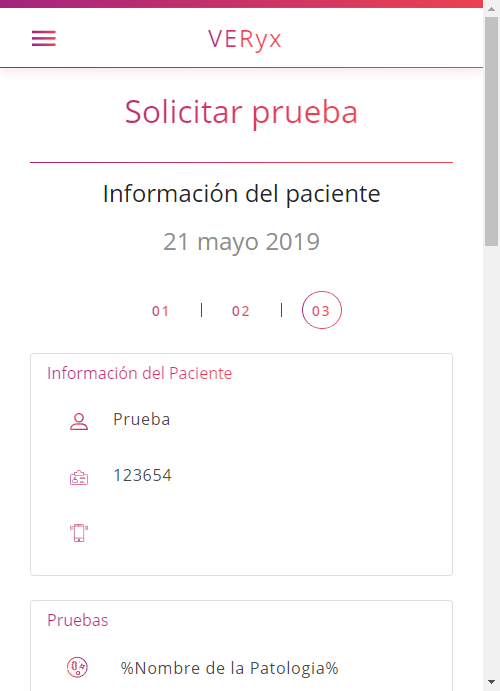 VERyx
Solicitar prueba
Información del paciente
21 mayo 2019
01 | 02 | 03
Información del Paciente
Prueba
123654
Pruebas
%Nombre de la Patologia%